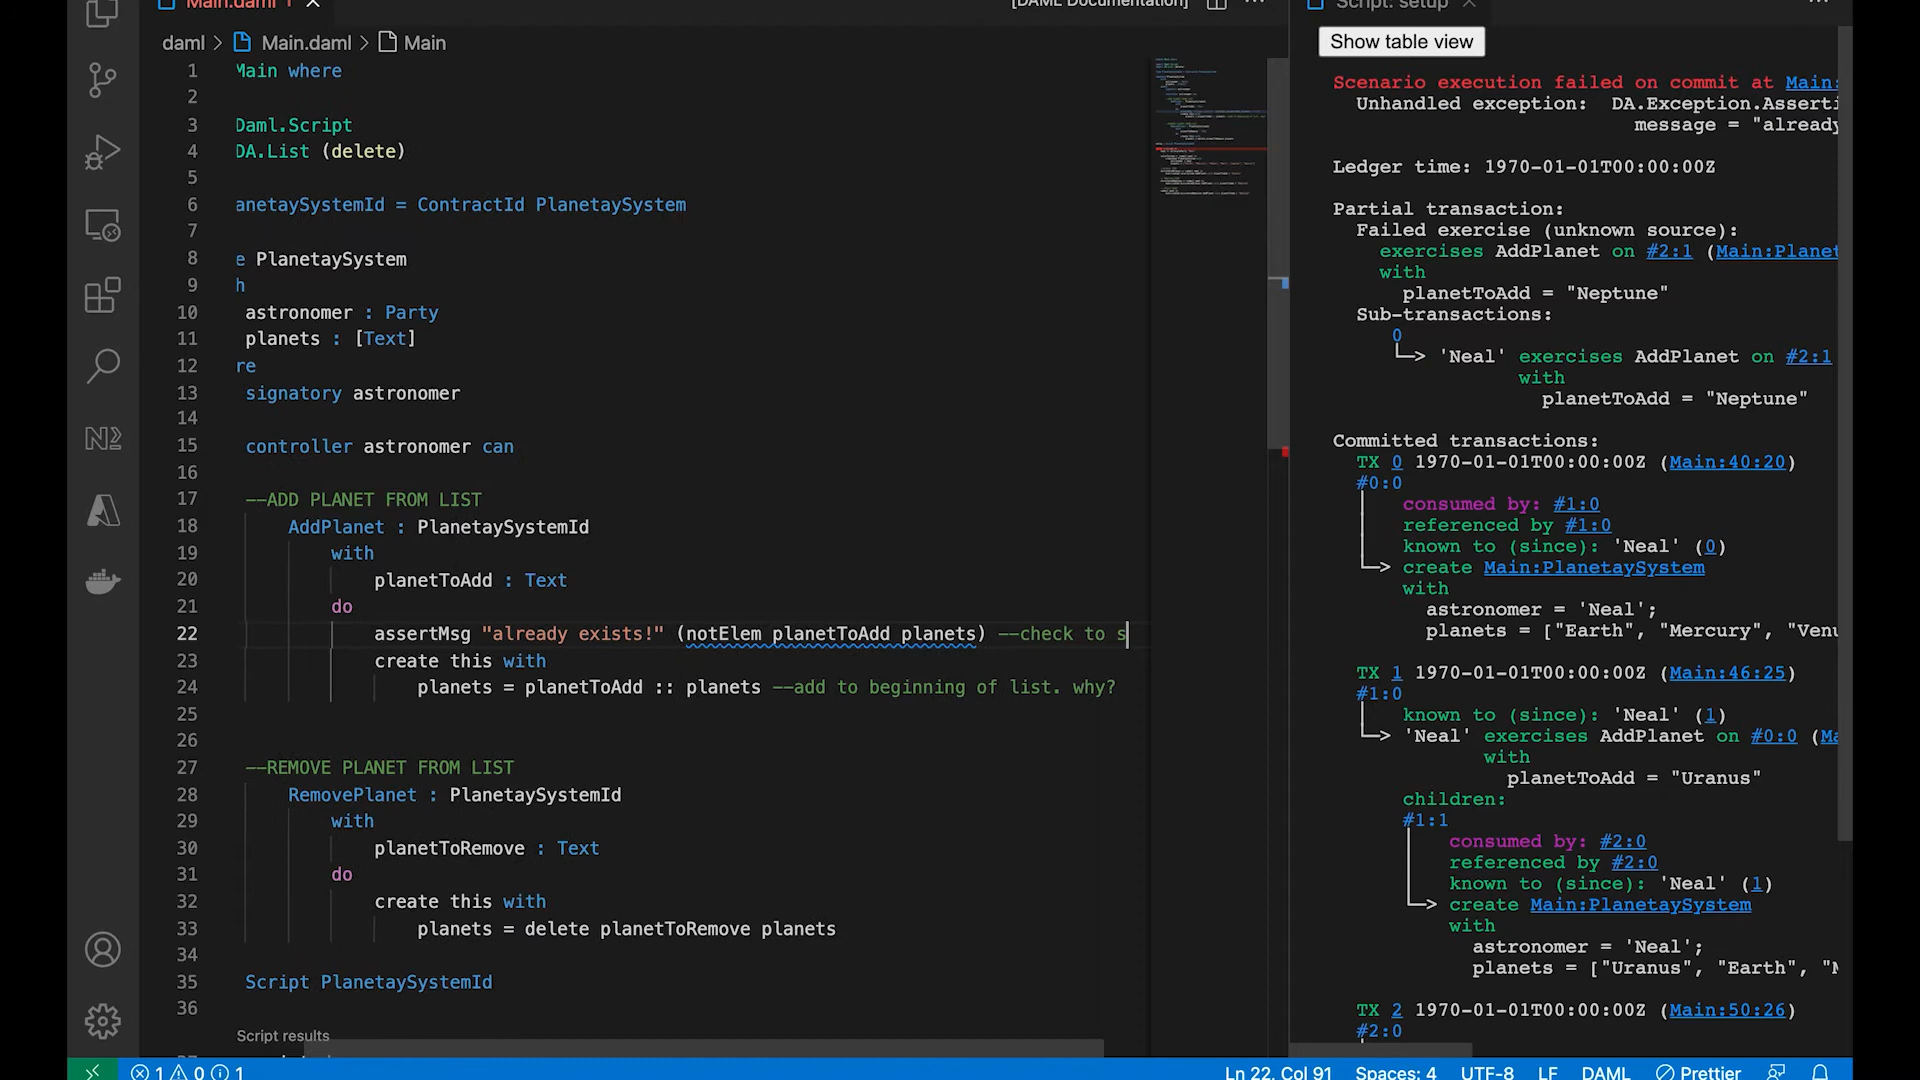 Main.daml 1
[DAML Documentation]
daml > Main.daml > Main
1 Main where
2
3 Daml.Script
4 DA.List (delete)
5
6 anetaySystemId = ContractId PlanetaySystem
7
8 e PlanetaySystem
9 h
10 astronomer : Party
11 planets : [Text]
12 re
13 signatory astronomer
14
15 controller astronomer can
16
17 --ADD PLANET FROM LIST
18 AddPlanet : PlanetaySystemId
19 with
20 planetToAdd : Text
21 do
22 assertMsg "already exists!" (notElem planetToAdd planets) --check to s
23 create this with
24 planets = planetToAdd :: planets --add to beginning of list. why?
25
26
27 --REMOVE PLANET FROM LIST
28 RemovePlanet : PlanetaySystemId
29 with
30 planetToRemove : Text
31 do
32 create this with
33 planets = delete planetToRemove planets
34
35 Script PlanetaySystemId
36
Script results
Script: setup
Show table view
Scenario execution failed on commit at Main:
Unhandled exception: DA.Exception.Asserti
message = "already
Ledger time: 1970-01-01T00:00:00Z
Partial transaction:
Failed exercise (unknown source):
exercises AddPlanet on #2:1 (Main:Planet
with
planetToAdd = "Neptune"
Sub-transactions:
0
└─> 'Neal' exercises AddPlanet on #2:1
with
planetToAdd = "Neptune"
Committed transactions:
TX 0 1970-01-01T00:00:00Z (Main:40:20)
#0:0
consumed by: #1:0
referenced by #1:0
known to (since): 'Neal' (0)
└─> create Main:PlanetaySystem
with
astronomer = 'Neal';
planets = ["Earth", "Mercury", "Venu
TX 1 1970-01-01T00:00:00Z (Main:46:25)
#1:0
known to (since): 'Neal' (1)
└─> 'Neal' exercises AddPlanet on #0:0 (Ma
with
planetToAdd = "Uranus"
children:
#1:1
consumed by: #2:0
referenced by #2:0
known to (since): 'Neal' (1)
└─> create Main:PlanetaySystem
with
astronomer = 'Neal';
planets = ["Uranus", "Earth", "M
TX 2 1970-01-01T00:00:00Z (Main:50:26)
#2:0
1 0 1
Ln 22, Col 91 Spaces: 4 UTF-8 LF DAML Prettier